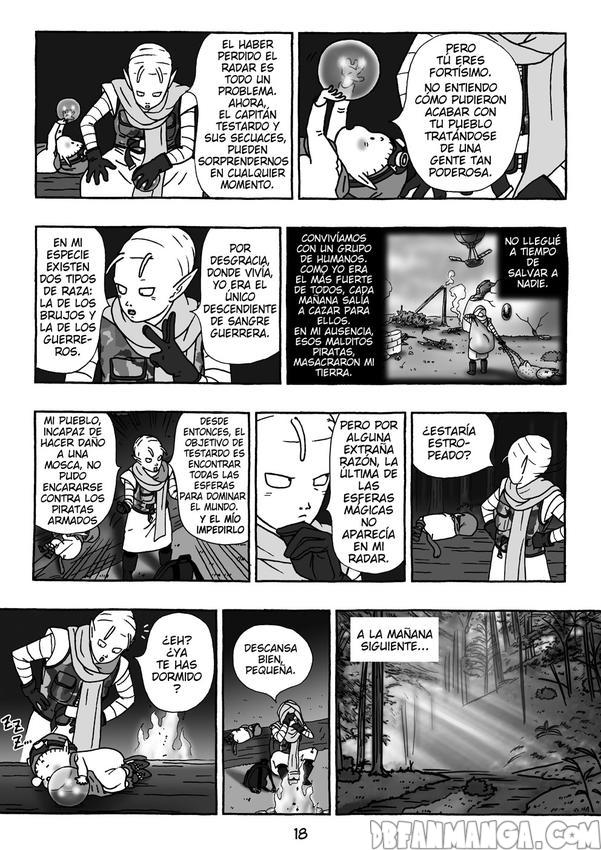 EL HABER
PERDIDO EL
RADAR ES
TODO UN
PROBLEMA.
AHORA,
EL CAPITÁN
TESTARDO Y
SUS SECUACES,
PUEDEN
SORPRENDERNOS
EN CUALQUIER
MOMENTO.
PERO
TÚ ERES
FORTÍSIMO.
NO ENTIENDO
CÓMO PUDIERON
ACABAR CON
TU PUEBLO
TRATÁNDOSE
DE UNA
GENTE TAN
PODEROSA.
EN MI
ESPECIE
EXISTEN
DOS TIPOS
DE RAZA:
LA DE LOS
BRUJOS Y
LA DE LOS
GUERRE-
ROS.
POR
DESGRACIA,
DONDE VIVÍA,
YO ERA EL
ÚNICO
DESCENDIENTE
DE SANGRE
GUERRERA.
CONVIVÍAMOS
CON UN GRUPO
DE HUMANOS.
COMO YO ERA
EL MAS FUERTE
DE TODOS, CADA
MAÑANA SALÍA
A CAZAR PARA
ELLOS.
EN MI AUSENCIA,
ESOS MALDITOS
PIRATAS,
MASACRARON MI
TIERRA.
NO LLEGUÉ
A TIEMPO
DE
SALVAR A
NADIE.
MI PUEBLO,
INCAPAZ DE
HACER DAÑO
A UNA
MOSCA, NO
PUDO
ENCARARSE
CONTRA LOS
PIRATAS
ARMADOS
DESDE
ENTONCES, EL
OBJETIVO DE
TESTARDO ES
ENCONTRAR
TODAS LAS
ESFERAS
PARA DOMINAR
EL MUNDO.
Y EL MÍO
IMPEDIRLO
PERO POR
ALGUNA
EXTRAÑA
RAZÓN, LA
ÚLTIMA DE
LAS
ESFERAS
MÁGICAS
NO
APARECÍA
EN MI
RADAR.
¿ESTARÍA
ESTRO-
PEADO?
¿EH?
¿YA
TE HAS
DORMIDO
?
ZZZ...
DESCANSA
BIEN,
PEQUEÑA.
A LA MAÑANA
SIGUIENTE...
18
DBFANMANGA.COM